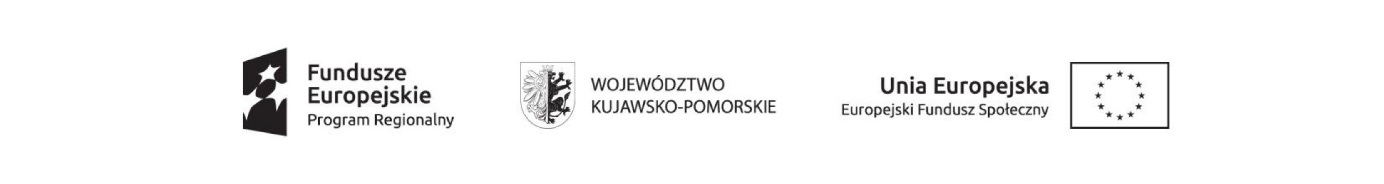 Fundusze
Europejskie
Program Regionalny
WOJEWÓDZTWO
KUJAWSKO-POMORSKIE
Unia Europejska
Europejski Fundusz Społeczny